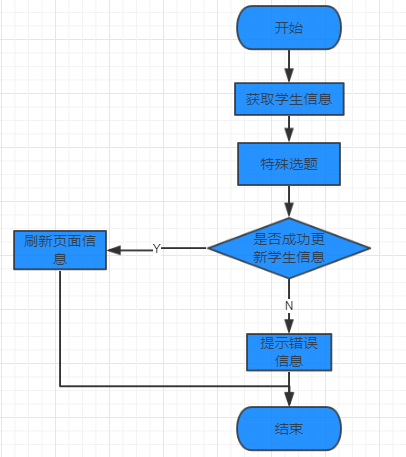 开始
获取学生信息
特殊选题
是否成功更
新学生信息
Y
刷新页面信
息
N
提示错误
信息
结束